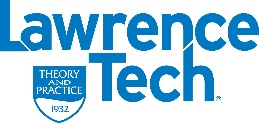 Lawrence
Tech®
THEORY
AND
PRACTICE
1932